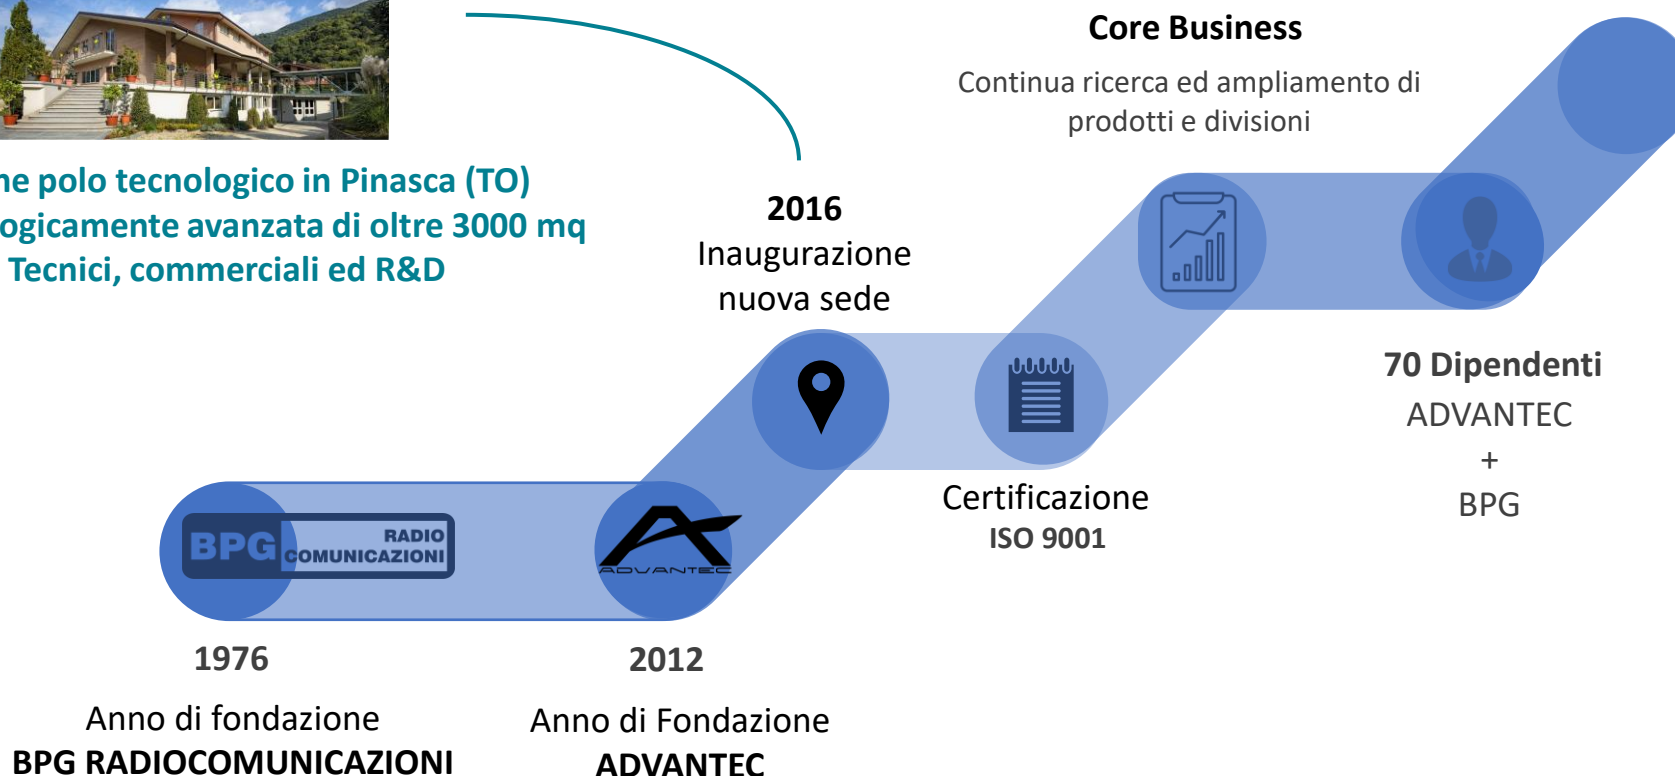 Core Business
Continua ricerca ed ampliamento di
prodotti e divisioni
polo tecnologico in Pinasca (TO)
avanzata di oltre 3000 mq
Tecnici, commerciali ed R&D
2016
Inaugurazione
nuova sede
70 Dipendenti
ADVANTEC
+
BPG
Certificazione
ISO 9001
BPG RADIO
COMUNICAZIONI
ADVANTEC
1976
Anno di fondazione
BPG RADIOCOMUNICAZIONI
2012
Anno di Fondazione
ADVANTEC